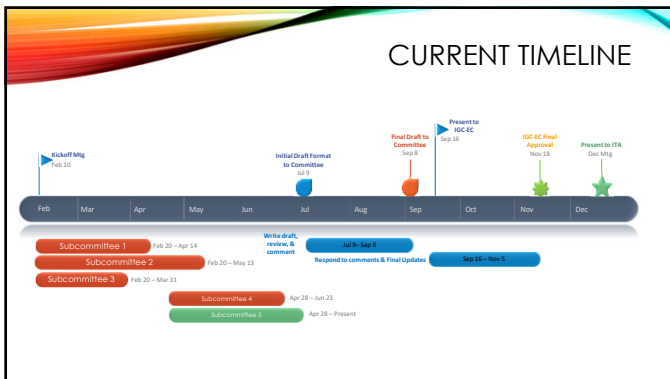 CURRENT TIMELINE
Kickoff Mtg
Feb 10
Initial Draft Format
to Committee
Jul 9
Final Draft to
Committee
Sep 8
Present to
IGC-EC
Sep 16
IGC-EC Final
Approval
Nov 18
Present to ITA
Dec Mtg
Feb Mar Apr May Jun Jul Aug Sep Oct Nov Dec
Write draft,
review, &
comment
Jul 9– Sep 8
Respond to comments & Final Updates
Sep 16 – Nov 5
Subcommittee 1 Feb 20 – Apr 14
Subcommittee 2 Feb 20 – May 13
Subcommittee 3 Feb 20 – Mar 31
Subcommittee 4 Apr 28 – Jun 23
Subcommittee 5 Apr 28 – Present